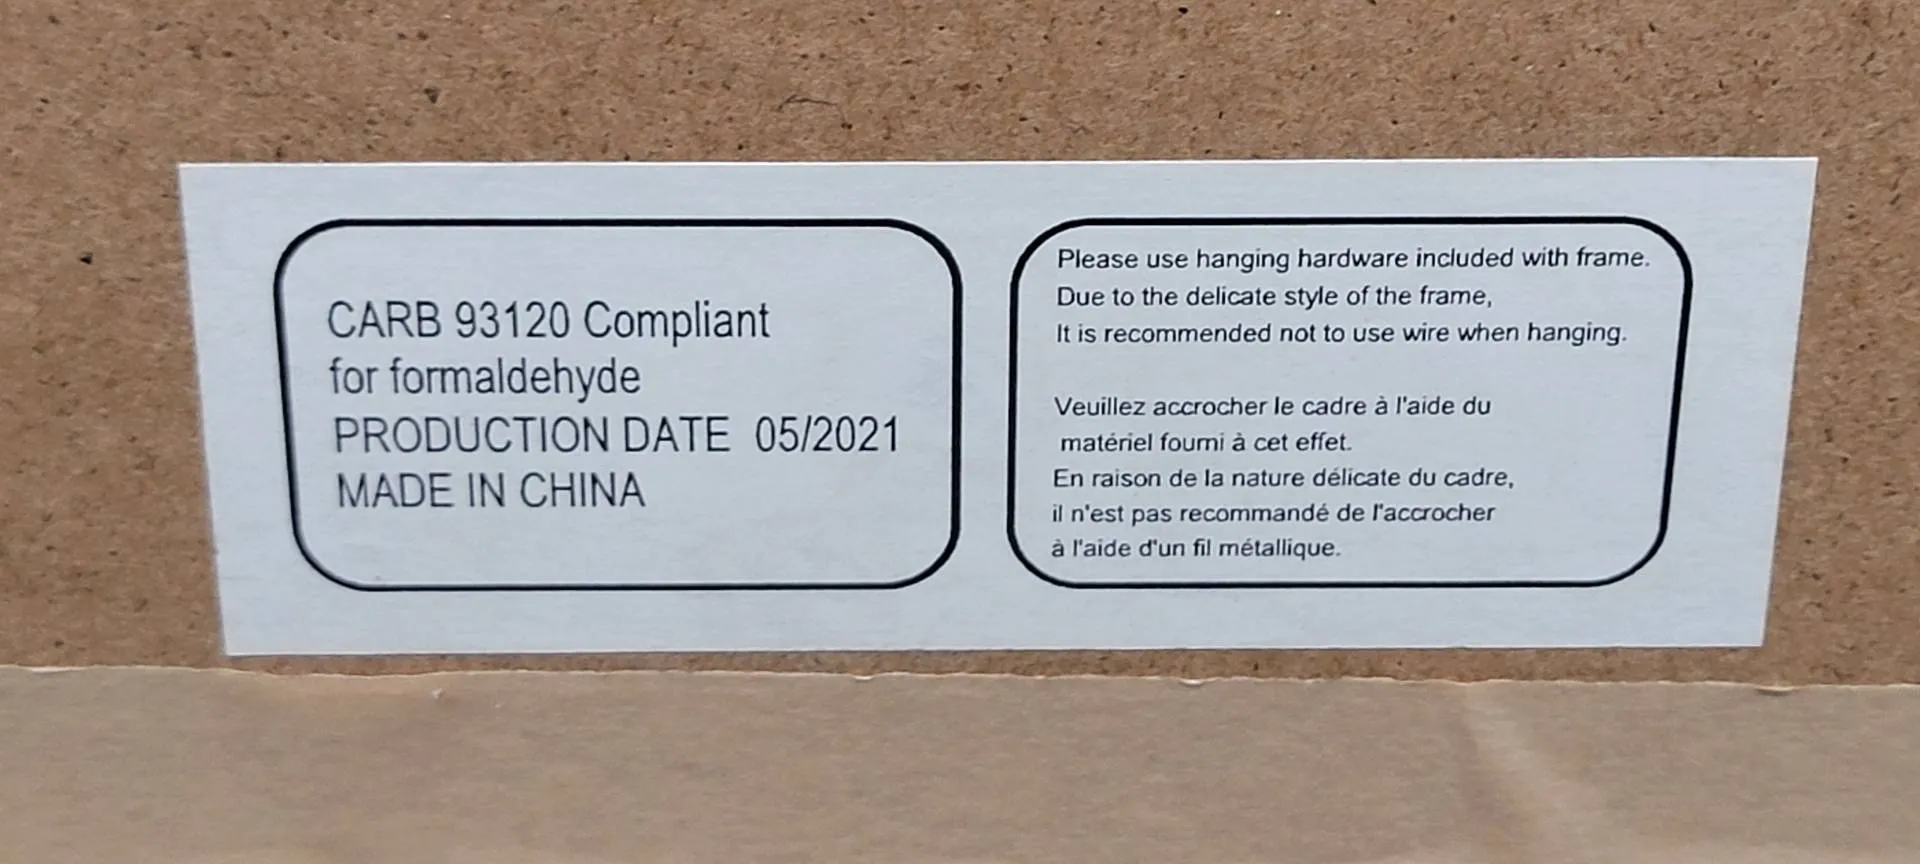 CARB 93120 Compliant
for formaldehyde
PRODUCTION DATE 05/2021
MADE IN CHINA
Please use hanging hardware included with frame.
Due to the delicate style of the frame,
It is recommended not to use wire when hanging.
Veuillez accrocher le cadre à l'aide du
matériel fourni à cet effet.
En raison de la nature délicate du cadre,
il n'est pas recommandé de l'accrocher
à l'aide d'un fil métallique.